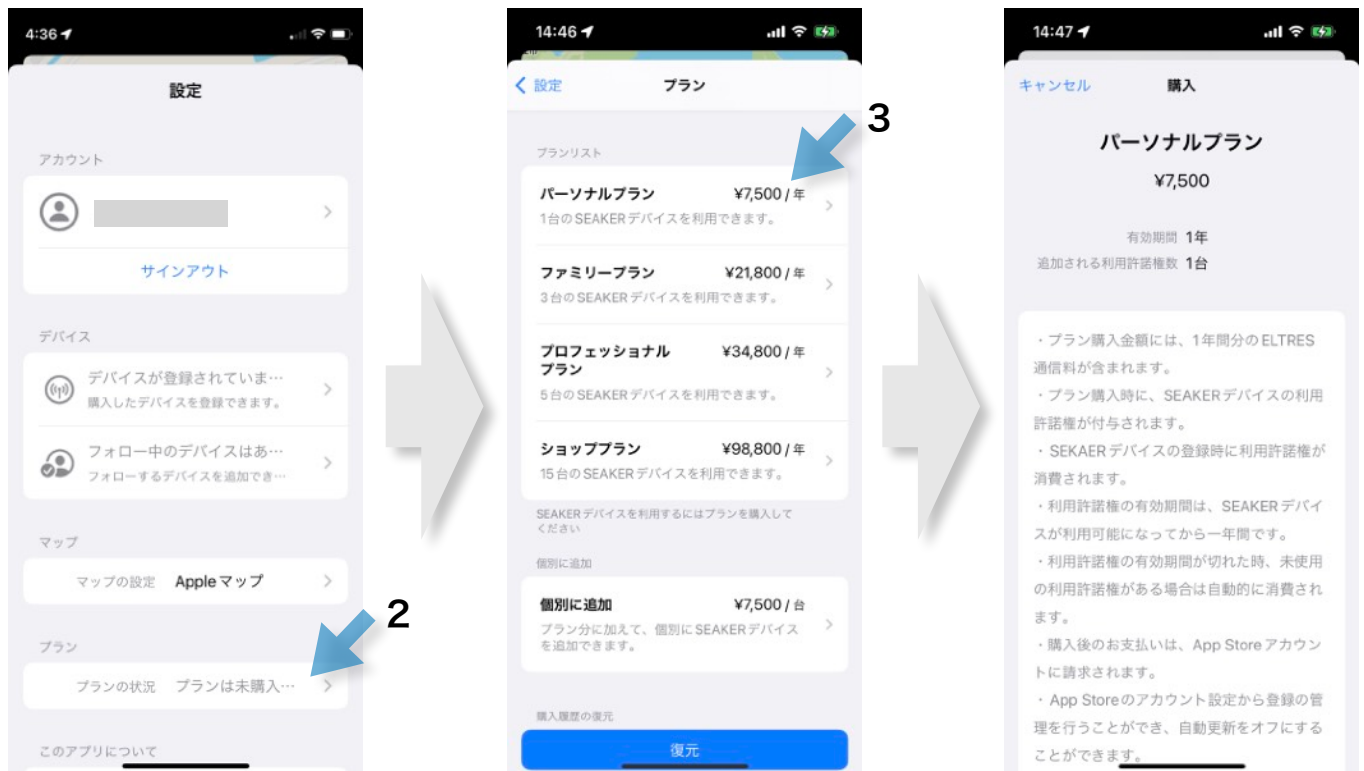 4:36
設定
アカウント
サインアウト
デバイス
デバイスが登録されていま…
購入したデバイスを登録できます。
フォロー中のデバイスはあ…
フォローするデバイスを追加でき…
マップ
マップの設定 Appleマップ
プラン
プランの状況 プランは未購入…
このアプリについて
2
14:46
設定
プラン
プランリスト
パーソナルプラン ¥7,500 / 年
1台のSEAKERデバイスを利用できます。
ファミリープラン ¥21,800 / 年
3台のSEAKERデバイスを利用できます。
プロフェッショナル ¥34,800 / 年
プラン
5台のSEAKERデバイスを利用できます。
ショッププラン ¥98,800 / 年
15台のSEAKERデバイスを利用できます。
SEAKERデバイスを利用するにはプランを購入して
ください
個別に追加
個別に追加 ¥7,500 / 台
プラン分に加えて、個別にSEAKERデバイス
を追加できます。
購入履歴の復元
復元
3
14:47
キャンセル
購入
パーソナルプラン
¥7,500
有効期間 1年
追加される利用許諾権数 1台
・プラン購入金額には、1年間分のELTRES
通信料が含まれます。
・プラン購入時に、SEAKERデバイスの利用
許諾権が付与されます。
・SEKAERデバイスの登録時に利用許諾権が
消費されます。
・利用許諾権の有効期間は、SEAKERデバイ
スが利用可能になってから一年間です。
・利用許諾権の有効期間が切れた時、未使用
の利用許諾権がある場合は自動的に消費され
ます。
・購入後のお支払いは、App Storeアカウン
トに請求されます。
・App Storeのアカウント設定から登録の管
理を行うことができ、自動更新をオフにする
ことができます。